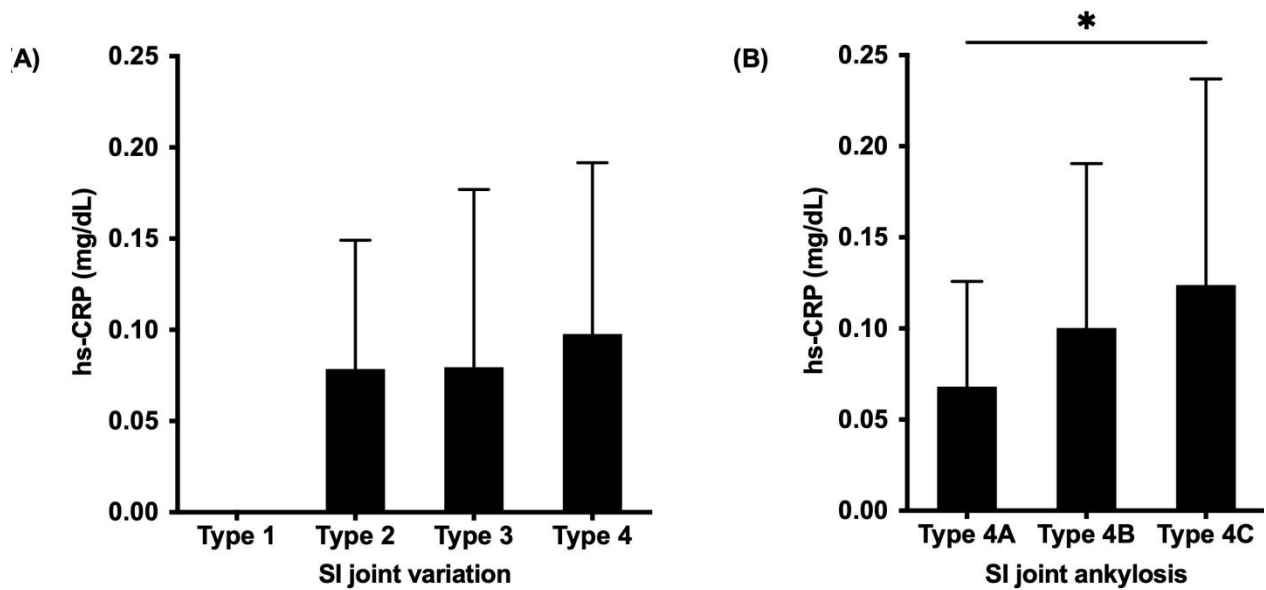 (A)
hs-CRP (mg/dL)
0.25
0.20
0.15
0.10
0.05
0.00
Type 1 Type 2 Type 3 Type 4
SI joint variation
(B)
*
hs-CRP (mg/dL)
0.25
0.20
0.15
0.10
0.05
0.00
Type 4A Type 4B Type 4C
SI joint ankylosis